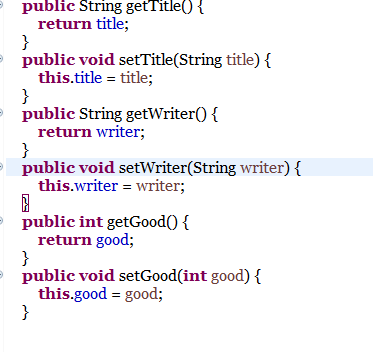 public String getTitle() {
return title;
}
public void setTitle(String title) {
this.title = title;
}
public String getWriter() {
return writer;
}
public void setWriter(String writer) {
this.writer = writer;
}
public int getGood() {
return good;
}
public void setGood(int good) {
this.good = good;
}